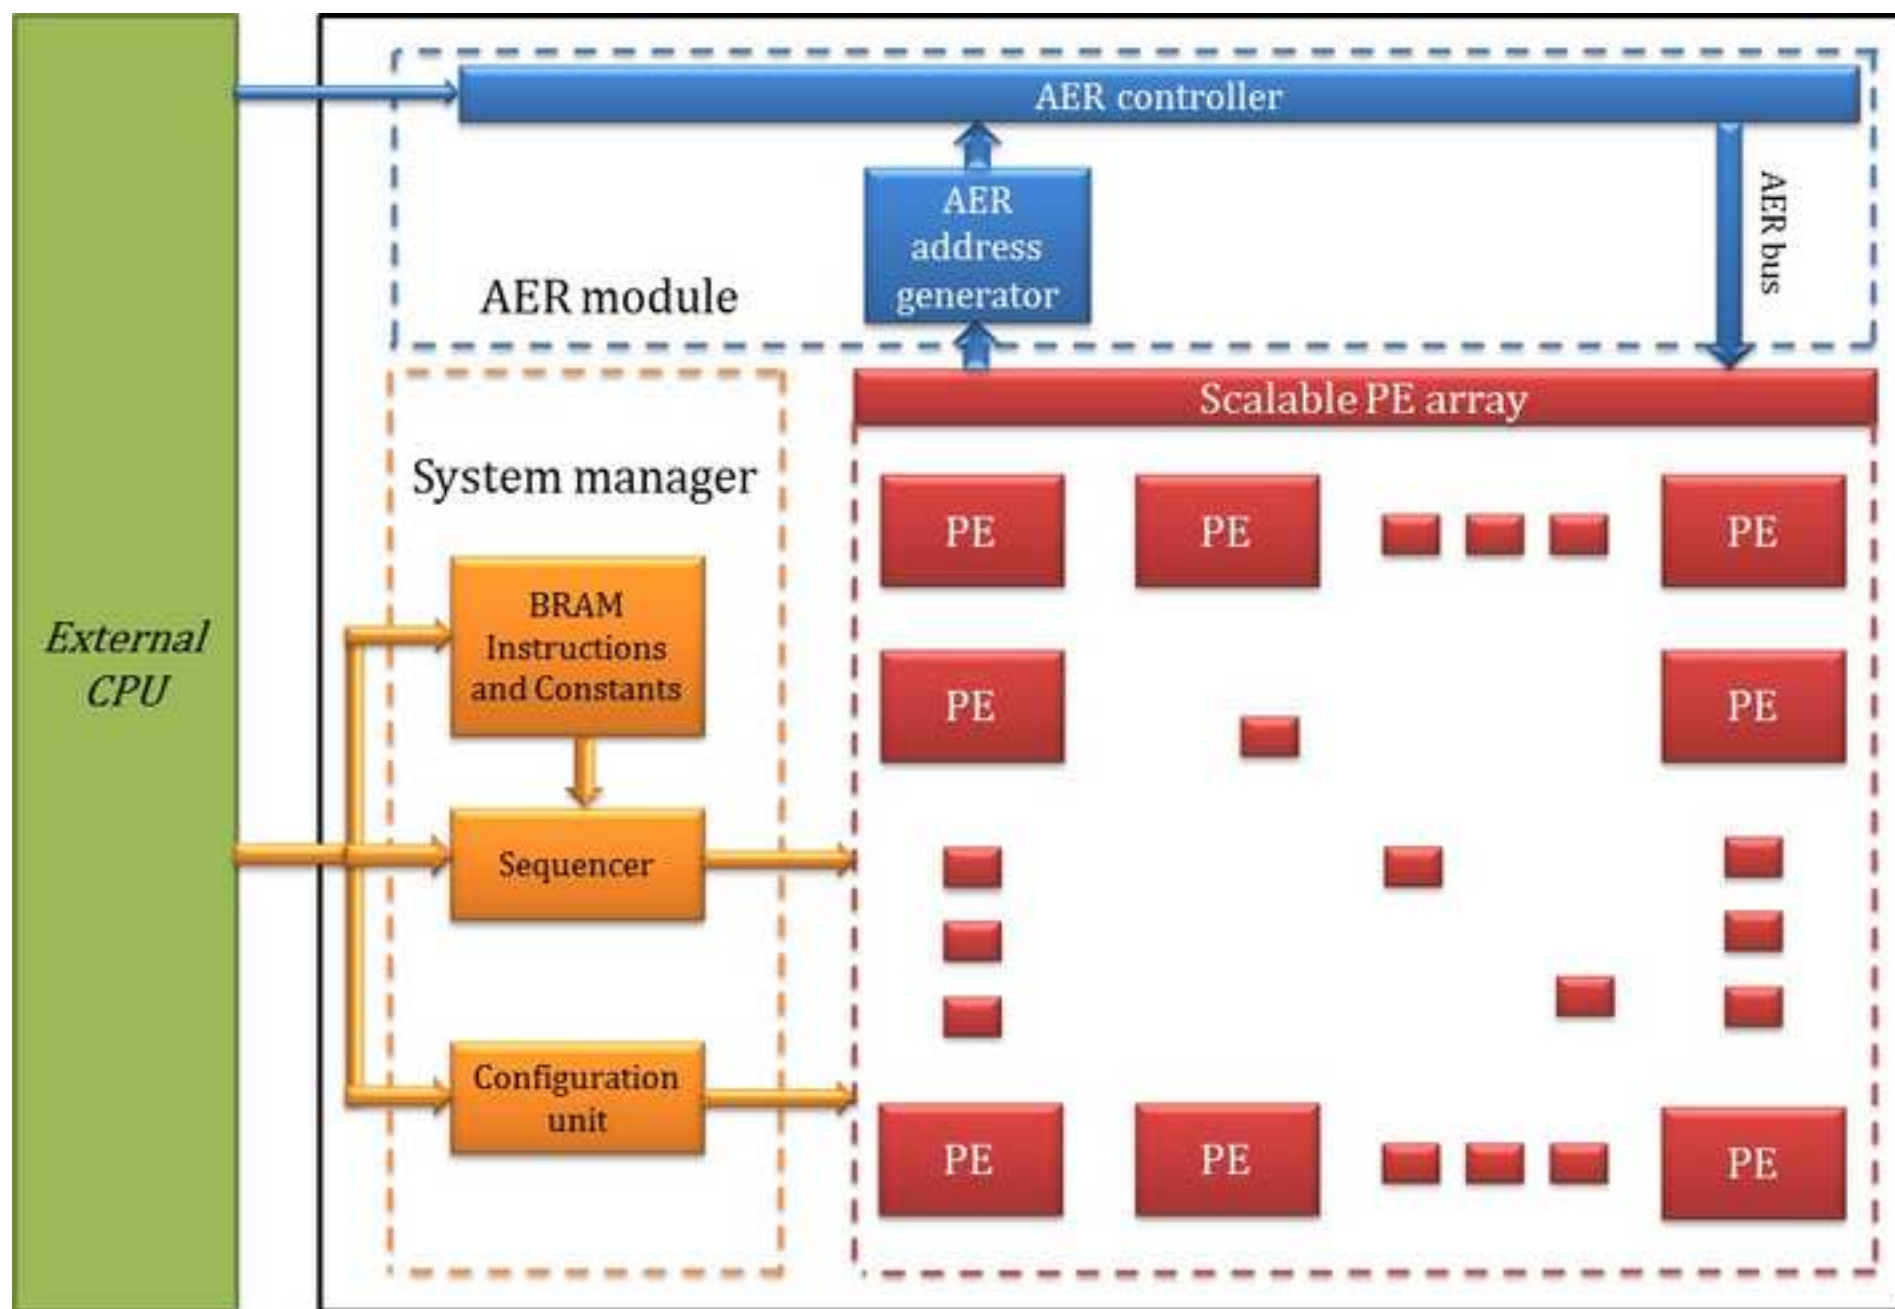 AER controller
AER
address
generator
AER bus
AER module
Scalable PE array
System manager
PE
PE
PE
BRAM
Instructions
and Constants
External
CPU
PE
PE
Sequencer
Configuration
unit
PE
PE
PE